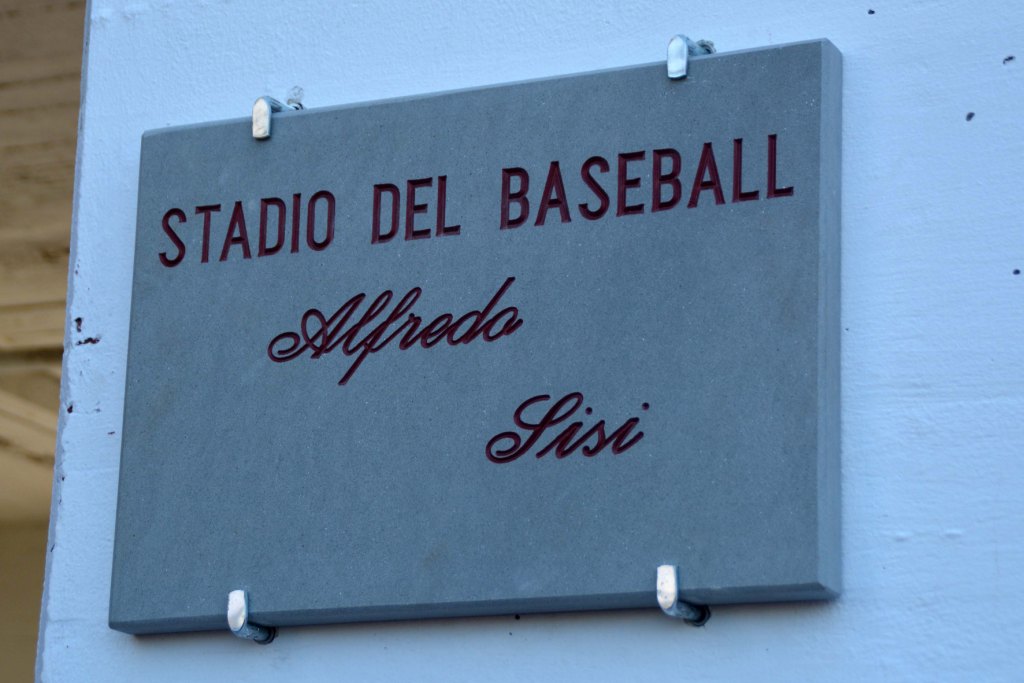 STADIO DEL BASEBALL
Alfredo
Sisi